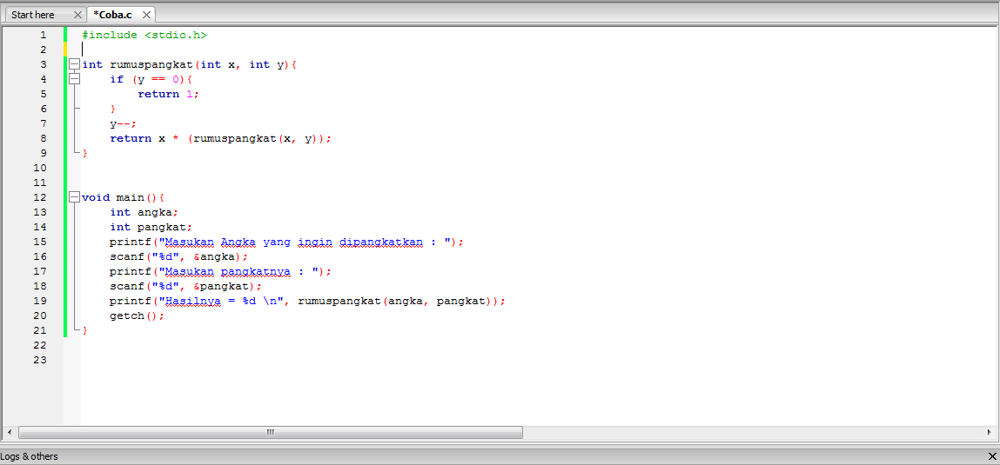 Start here
*Coba.c
1 #include <stdio.h>
2
3 int rumuspangkat(int x, int y){
4     if (y == 0){
5         return 1;
6     }
7     y--;
8     return x * (rumuspangkat(x, y));
9 }
10
11
12 void main(){
13     int angka;
14     int pangkat;
15     printf("Masukan Angka yang ingin dipangkatkan : ");
16     scanf("%d", &angka);
17     printf("Masukan pangkatnya : ");
18     scanf("%d", &pangkat);
19     printf("Hasilnya = %d \n", rumuspangkat(angka, pangkat));
20     getch();
21 }
22
23
Logs & others